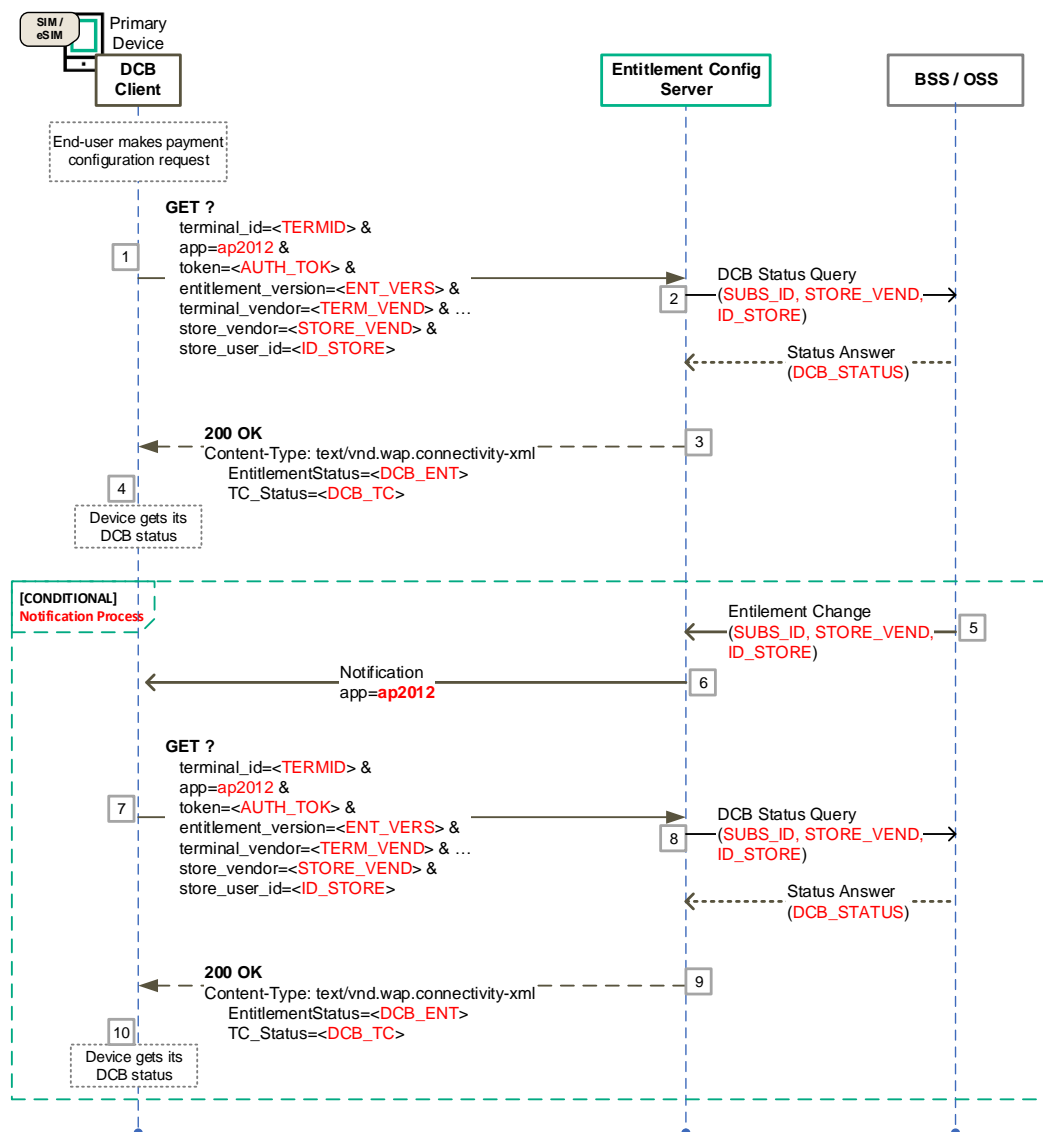 SIM /
eSIM
Primary
Device
DCB
Client
Entitlement Config
Server
BSS / OSS
End-user makes payment
configuration request
GET ?
terminal_id=<TERMID> &
app=ap2012 &
token=<AUTH_TOK> &
entitlement_version=<ENT_VERS> &
terminal_vendor=<TERM_VEND> & …
store_vendor=<STORE_VEND> &
store_user_id=<ID_STORE>
1
2
DCB Status Query
(SUBS_ID, STORE_VEND,
ID_STORE)
Status Answer
(DCB_STATUS)
3
200 OK
Content-Type: text/vnd.wap.connectivity-xml
EntitlementStatus=<DCB_ENT>
TC_Status=<DCB_TC>
4
Device gets its
DCB status
[CONDITIONAL]
Notification Process
Entilement Change
(SUBS_ID, STORE_VEND,
ID_STORE)
5
Notification
app=ap2012
6
GET ?
terminal_id=<TERMID> &
app=ap2012 &
token=<AUTH_TOK> &
entitlement_version=<ENT_VERS> &
terminal_vendor=<TERM_VEND> & …
store_vendor=<STORE_VEND> &
store_user_id=<ID_STORE>
7
8
DCB Status Query
(SUBS_ID, STORE_VEND,
ID_STORE)
Status Answer
(DCB_STATUS)
9
200 OK
Content-Type: text/vnd.wap.connectivity-xml
EntitlementStatus=<DCB_ENT>
TC_Status=<DCB_TC>
10
Device gets its
DCB status